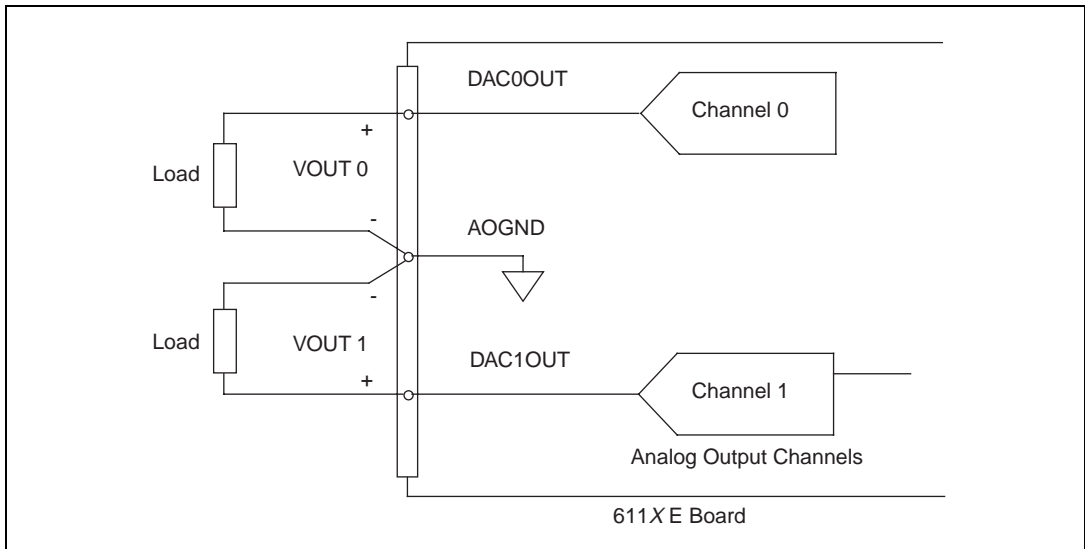 DAC0OUT
Channel 0
+
Load
VOUT 0
-
AOGND
-
Load
VOUT 1
DAC1OUT
+
Channel 1
Analog Output Channels
611X E Board